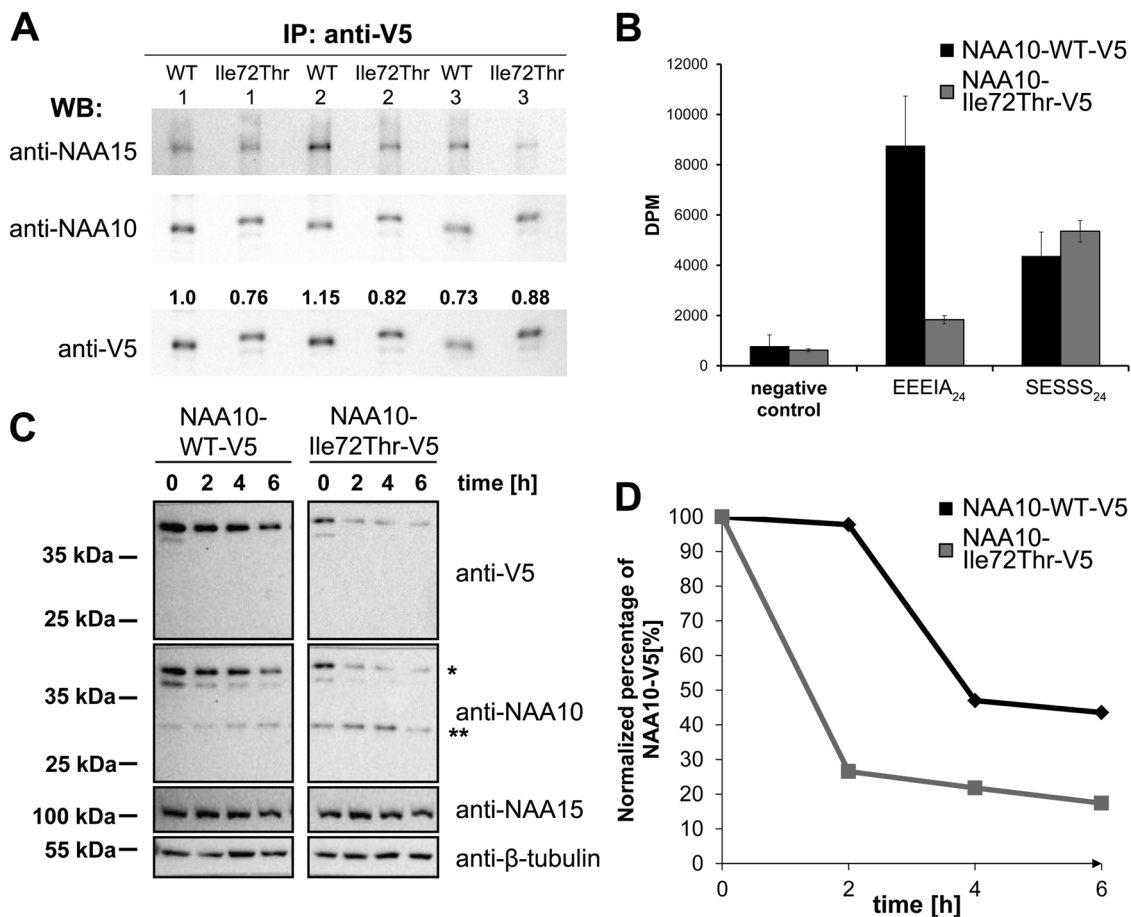 A
IP: anti-V5
WT Ile72Thr WT Ile72Thr WT Ile72Thr
WB: 1 1 2 2 3 3
anti-NAA15
anti-NAA10
1.0 0.76 1.15 0.82 0.73 0.88
anti-V5
B
NAA10-WT-V5
NAA10-
Ile72Thr-V5
12000
10000
8000
6000
4000
2000
0
DPM
negative
control
EEEIA24
SESSS24
C
NAA10-
WT-V5
NAA10-
Ile72Thr-V5
0 2 4 6 0 2 4 6 time [h]
35 kDa
25 kDa
anti-V5
35 kDa
25 kDa
*
anti-NAA10
**
100 kDa
anti-NAA15
55 kDa
anti-β-tubulin
D
NAA10-WT-V5
NAA10-
Ile72Thr-V5
Normalized percentage of
NAA10-V5[%]
100
90
80
70
60
50
40
30
20
10
0
0 2 4 6
time [h]